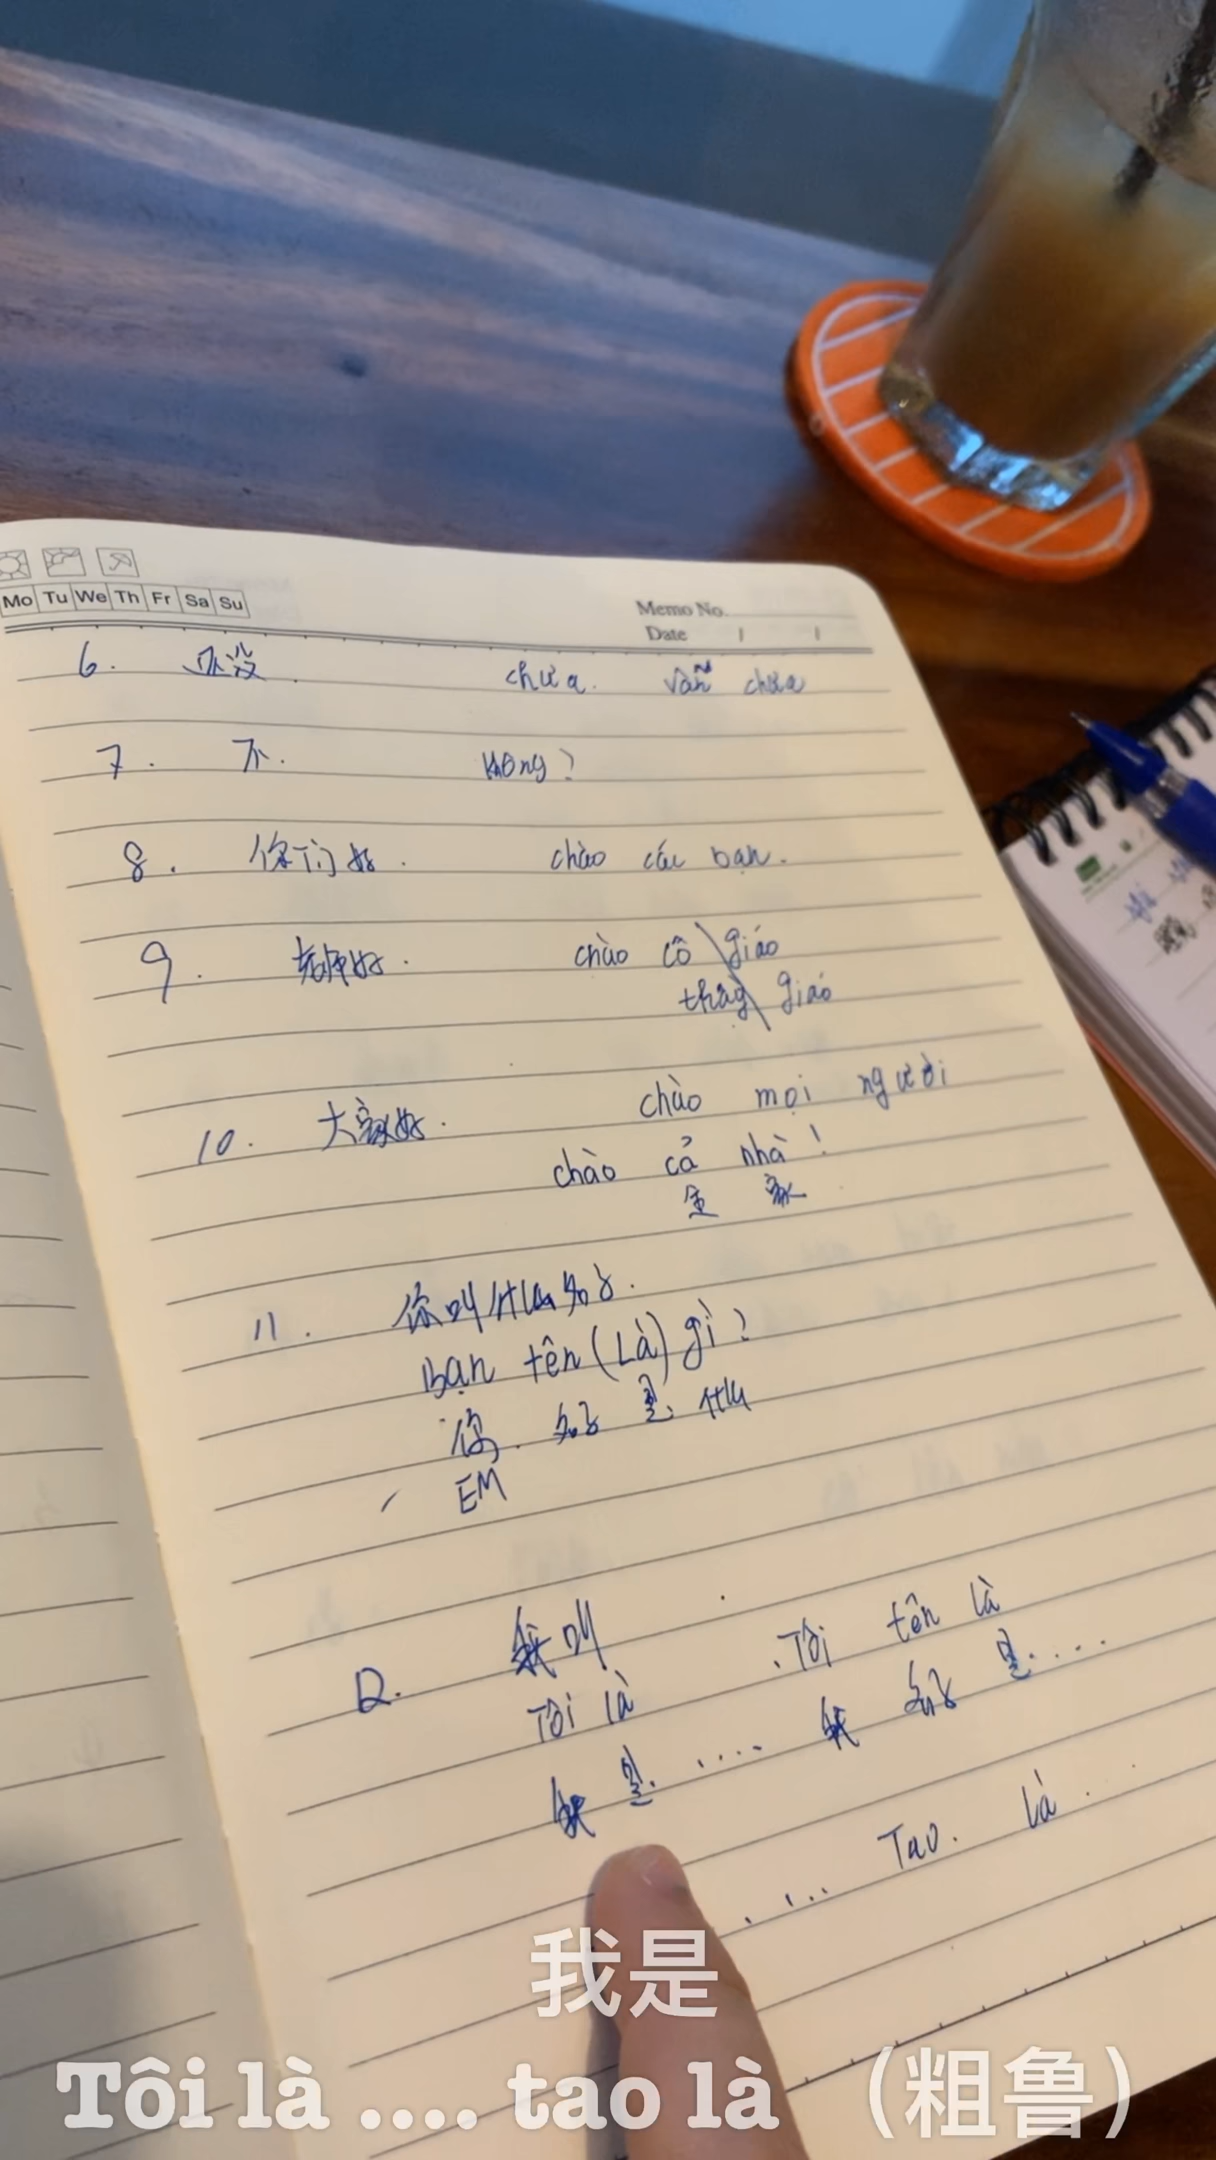 Mo Tu We Th Fr Sa Su
Memo No.
Date / /
6. 还没. chưa. vẫn chưa
7. 不. không?
8. 你们好. chào các bạn.
9. 老师好. chào cô \ giáo
thầy \ giáo
10. 大家好. chào mọi người
chào cả nhà!
全 家
11. 你叫什么名字.
Bạn tên (Là) gì?
你. 名字 是 什么
EM
12. 我叫 . Tôi tên là
Tôi là 我 名字 是....
我 是. ....
.... Tao. là ...
我是
Tôi là .... tao là （粗鲁）